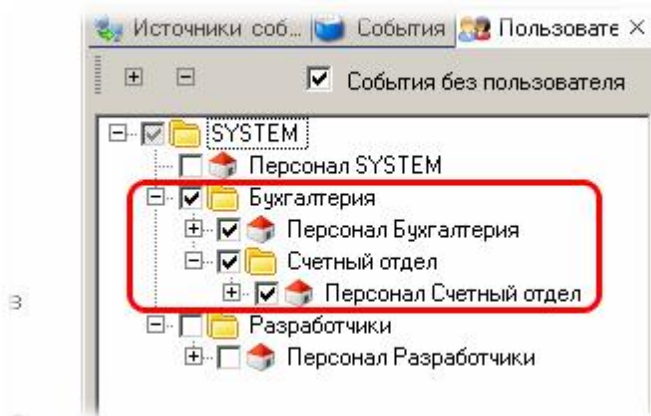 Источники соб... События Пользовате
События без пользователя
SYSTEM
Персонал SYSTEM
Бухгалтерия
Персонал Бухгалтерия
Счетный отдел
Персонал Счетный отдел
Разработчики
Персонал Разработчики